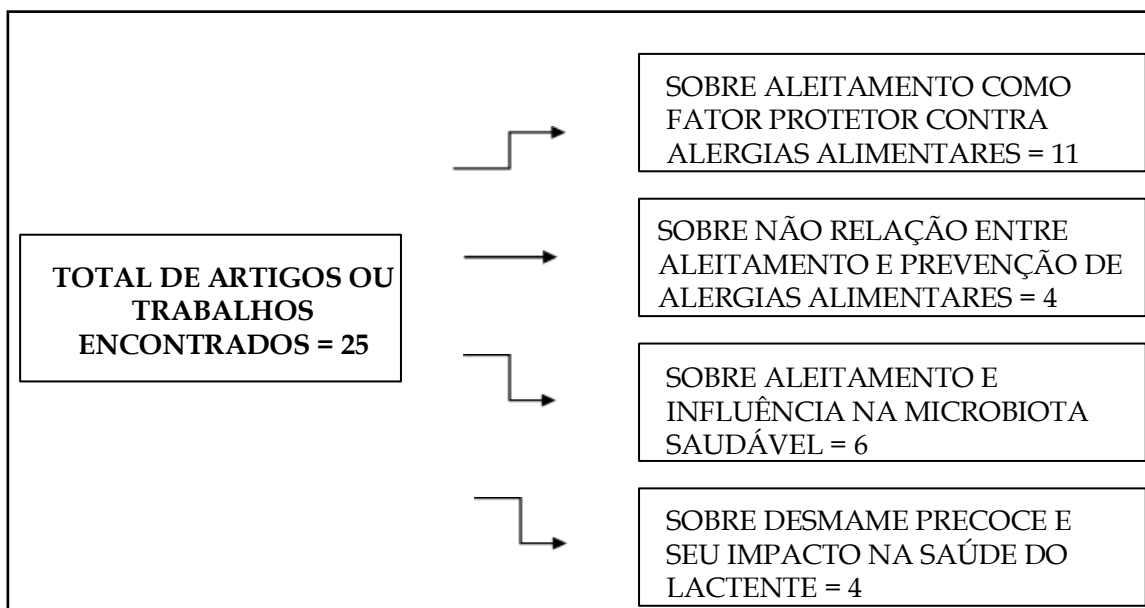 TOTAL DE ARTIGOS OU
TRABALHOS
ENCONTRADOS = 25
SOBRE ALEITAMENTO COMO
FATOR PROTETOR CONTRA
ALERGIAS ALIMENTARES = 11
SOBRE NÃO RELAÇÃO ENTRE
ALEITAMENTO E PREVENÇÃO DE
ALERGIAS ALIMENTARES = 4
SOBRE ALEITAMENTO E
INFLUÊNCIA NA MICROBIOTA
SAUDÁVEL = 6
SOBRE DESMAME PRECOCE E
SEU IMPACTO NA SAÚDE DO
LACTENTE = 4